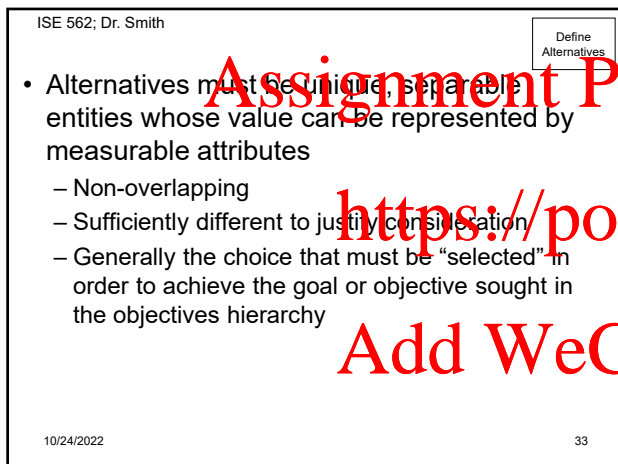 ISE 562; Dr. Smith
Define
Alternatives
Assignment P
• Alternatives must be unique, separable
entities whose value can be represented by
measurable attributes
– Non-overlapping
https://po
– Sufficiently different to justify consideration
– Generally the choice that must be “selected” in
order to achieve the goal or objective sought in
the objectives hierarchy
Add WeC
10/24/2022
33